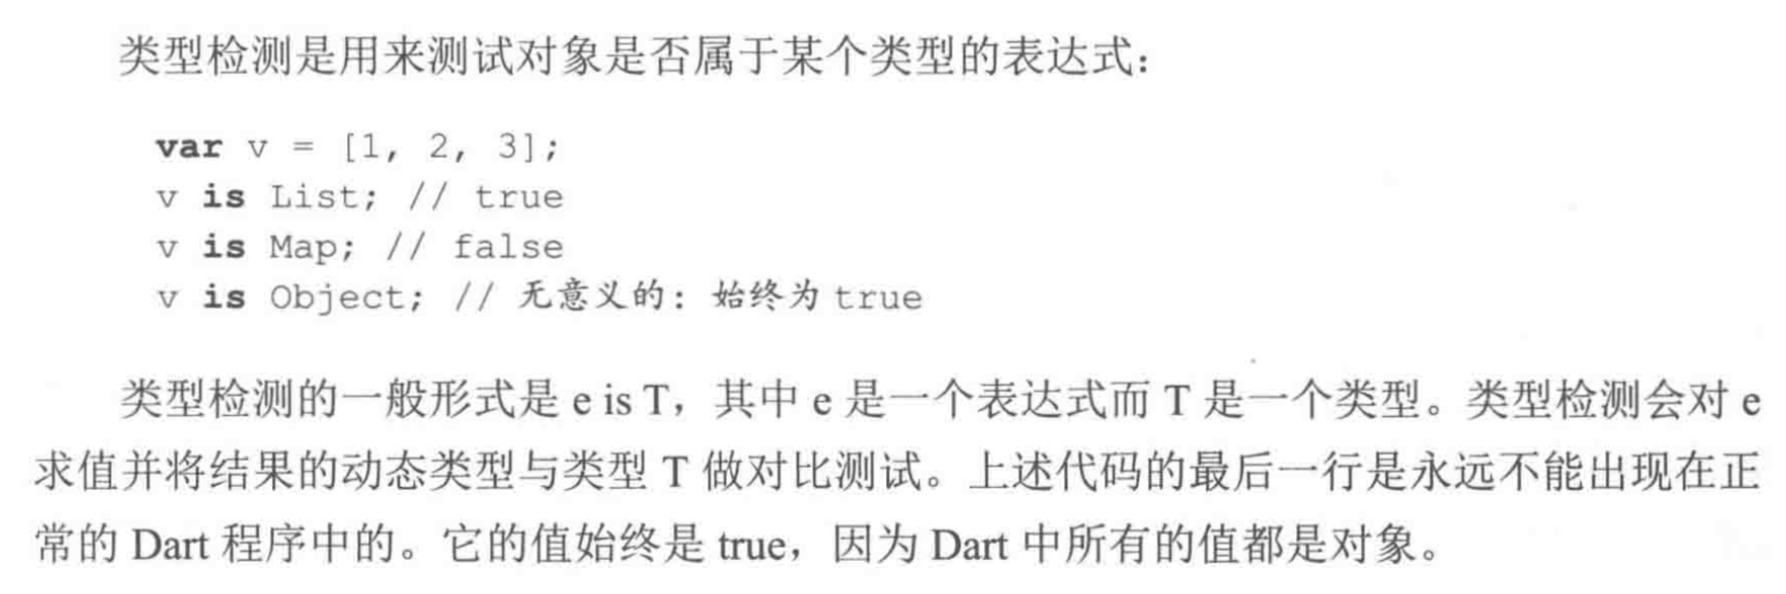 类型检测是用来测试对象是否属于某个类型的表达式：
var v = [1, 2, 3];
v is List; // true
v is Map; // false
v is Object; // 无意义的：始终为 true
类型检测的一般形式是 e is T，其中 e 是一个表达式而 T 是一个类型。类型检测会对 e
求值并将结果的动态类型与类型 T 做对比测试。上述代码的最后一行是永远不能出现在正
常的 Dart 程序中的。它的值始终是 true，因为 Dart 中所有的值都是对象。